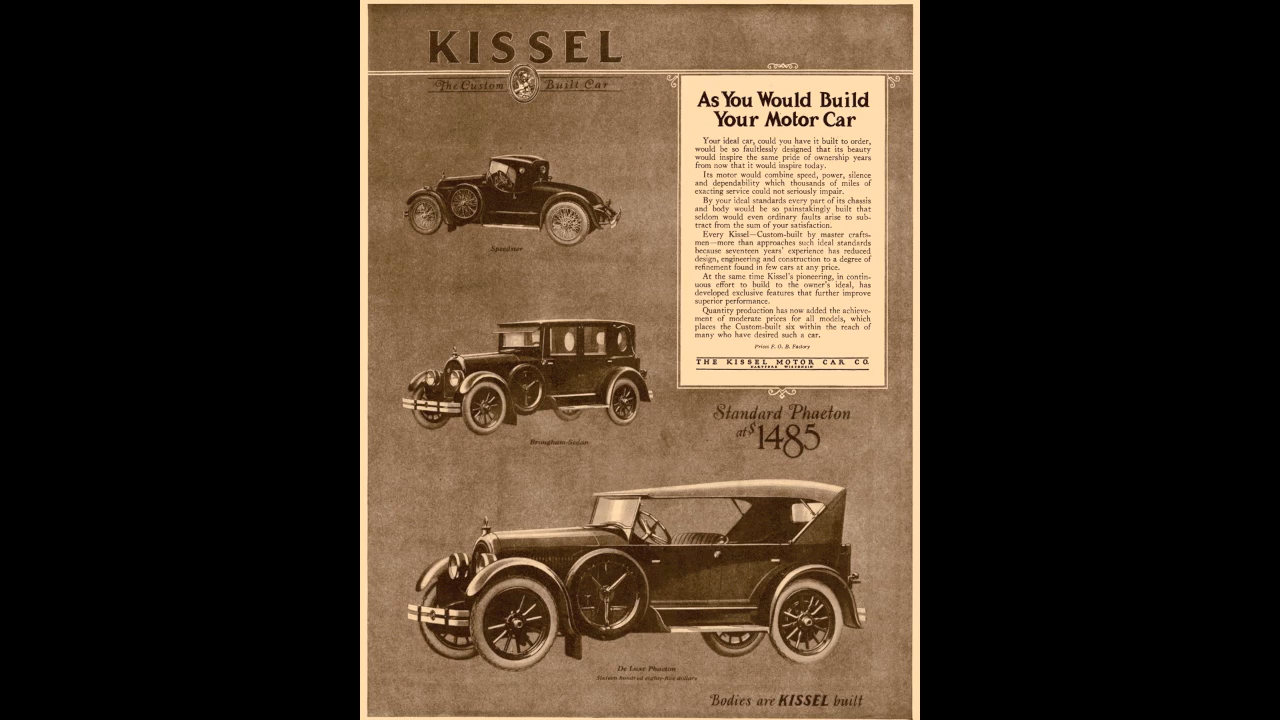 KISSEL
The Custom Built Car
As You Would Build
Your Motor Car
Your ideal car, could you have it built to order,
would be so faultlessly designed that its beauty
would inspire the same pride of ownership years
from now that it would inspire today.
Its motor would combine speed, power, silence
and dependability which thousands of miles of
exacting service could not seriously impair.
By your ideal standards every part of its chassis
and body would be so painstakingly built that
seldom would even ordinary faults arise to sub-
tract from the sum of your satisfaction.
Every Kissel—Custom-built by master crafts-
men—more than approaches such ideal standards
because seventeen years' experience has reduced
design, engineering and construction to a degree of
refinement found in few cars at any price.
At the same time Kissel's pioneering, in contin-
uous effort to build to the owner's ideal, has
developed exclusive features that further improve
superior performance.
Quantity production has now added the achieve-
ment of moderate prices for all models, which
places the Custom-built six within the reach of
many who have desired such a car.
Prices F. O. B. Factory
THE KISSEL MOTOR CAR CO.
HARTFORD WISCONSIN
Speedster
Brougham-Sedan
Standard Phaeton
at $1485
De Luxe Phaeton
Sixteen hundred eighty-five dollars
Bodies are KISSEL built